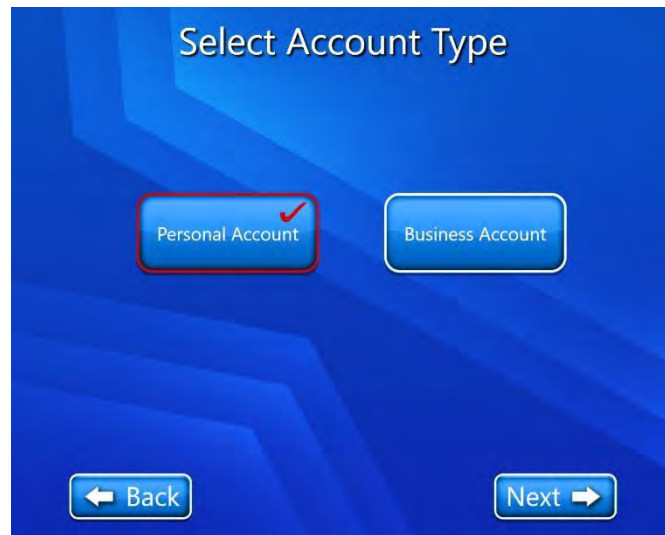 Select Account Type
Personal Account
Business Account
Back
Next